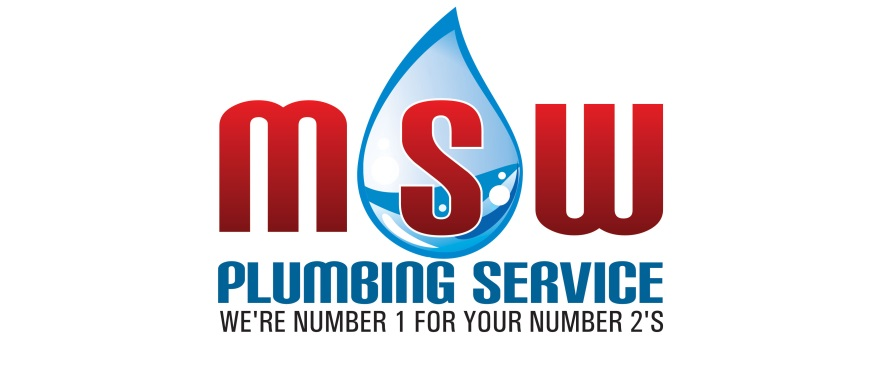 MSW
PLUMBING SERVICE
WE'RE NUMBER 1 FOR YOUR NUMBER 2'S